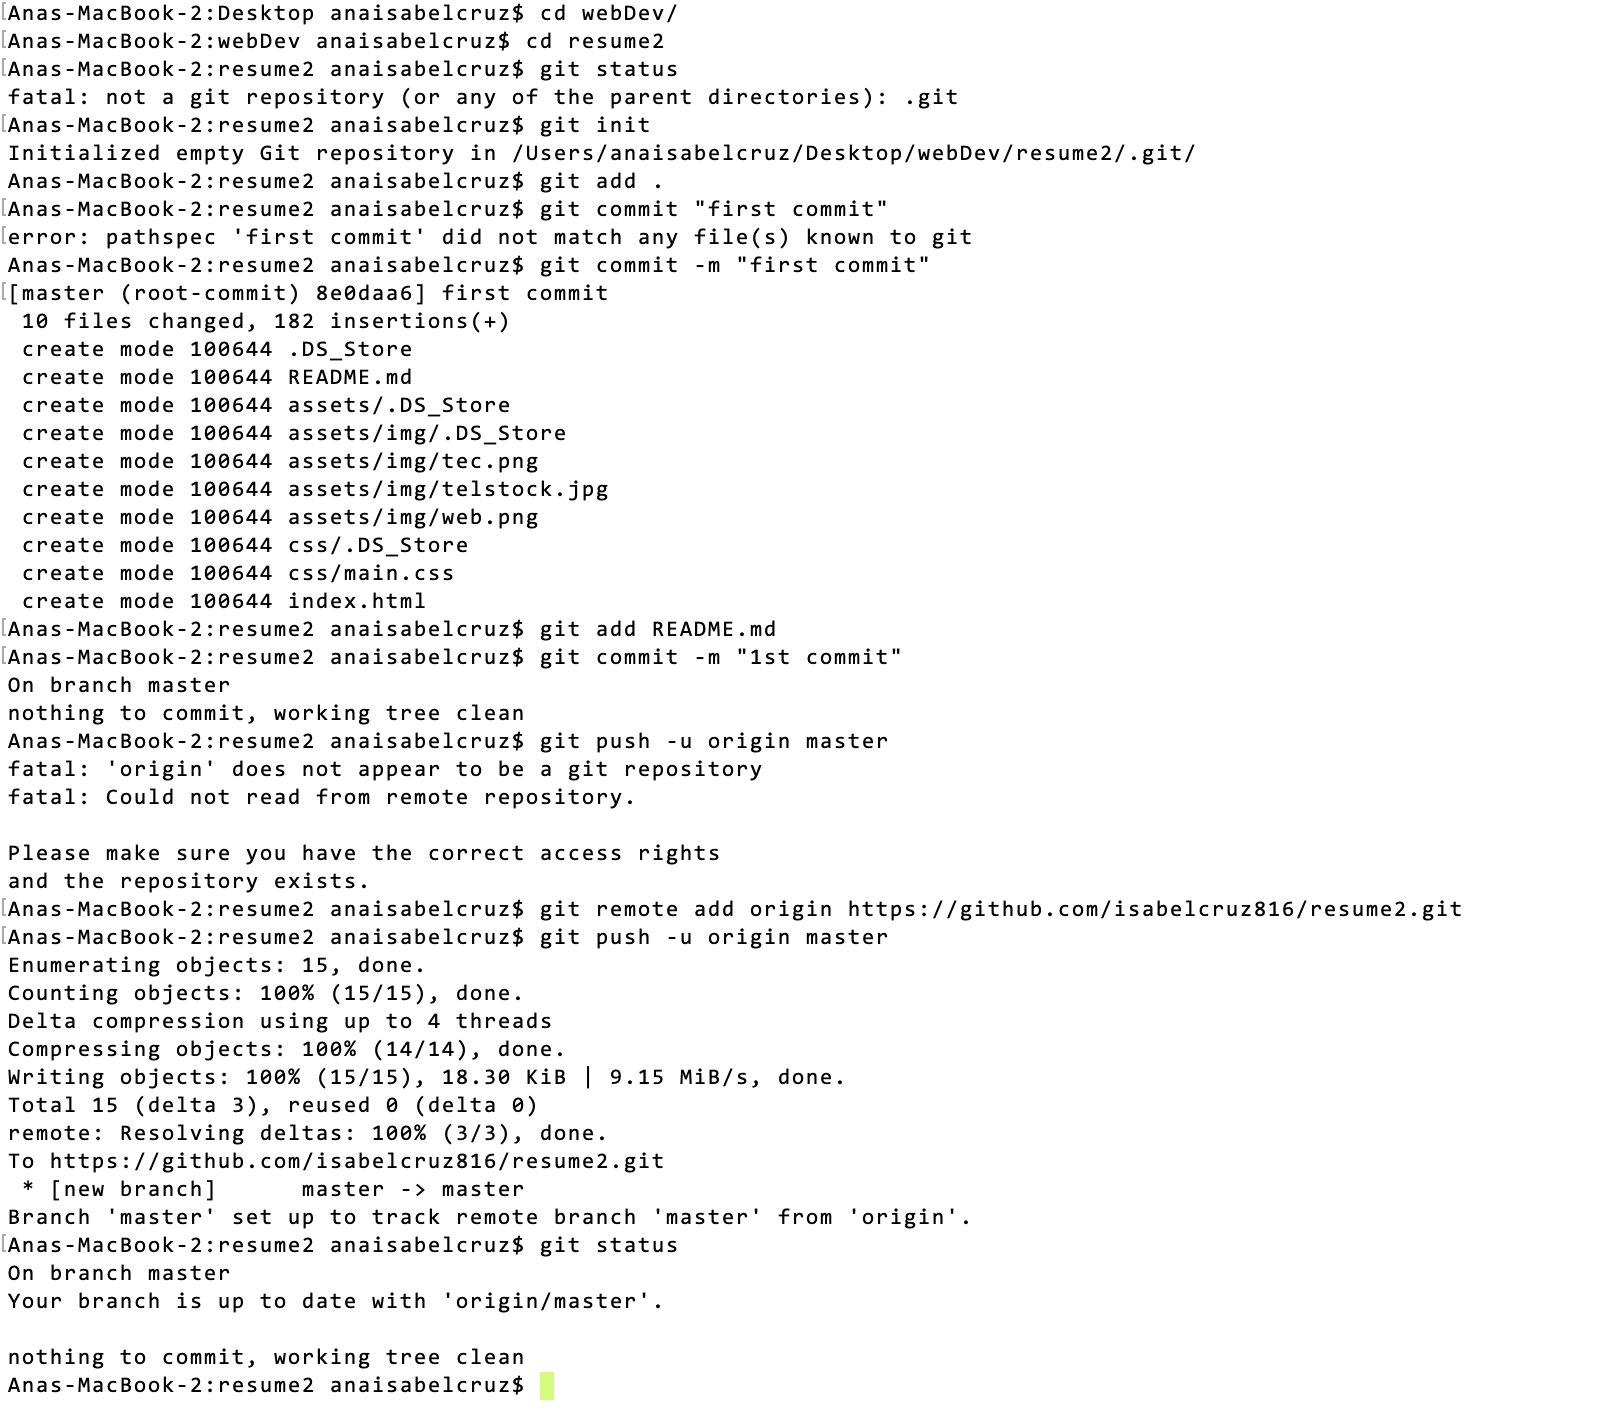 [Anas-MacBook-2:Desktop anaisabelcruz$ cd webDev/
[Anas-MacBook-2:webDev anaisabelcruz$ cd resume2
[Anas-MacBook-2:resume2 anaisabelcruz$ git status
fatal: not a git repository (or any of the parent directories): .git
[Anas-MacBook-2:resume2 anaisabelcruz$ git init
Initialized empty Git repository in /Users/anaisabelcruz/Desktop/webDev/resume2/.git/
Anas-MacBook-2:resume2 anaisabelcruz$ git add .
[Anas-MacBook-2:resume2 anaisabelcruz$ git commit "first commit"
[error: pathspec 'first commit' did not match any file(s) known to git
Anas-MacBook-2:resume2 anaisabelcruz$ git commit -m "first commit"
[[master (root-commit) 8e0daa6] first commit
 10 files changed, 182 insertions(+)
 create mode 100644 .DS_Store
 create mode 100644 README.md
 create mode 100644 assets/.DS_Store
 create mode 100644 assets/img/.DS_Store
 create mode 100644 assets/img/tec.png
 create mode 100644 assets/img/telstock.jpg
 create mode 100644 assets/img/web.png
 create mode 100644 css/.DS_Store
 create mode 100644 css/main.css
 create mode 100644 index.html
[Anas-MacBook-2:resume2 anaisabelcruz$ git add README.md
[Anas-MacBook-2:resume2 anaisabelcruz$ git commit -m "1st commit"
On branch master
nothing to commit, working tree clean
Anas-MacBook-2:resume2 anaisabelcruz$ git push -u origin master
fatal: 'origin' does not appear to be a git repository
fatal: Could not read from remote repository.

Please make sure you have the correct access rights
and the repository exists.
[Anas-MacBook-2:resume2 anaisabelcruz$ git remote add origin https://github.com/isabelcruz816/resume2.git
[Anas-MacBook-2:resume2 anaisabelcruz$ git push -u origin master
Enumerating objects: 15, done.
Counting objects: 100% (15/15), done.
Delta compression using up to 4 threads
Compressing objects: 100% (14/14), done.
Writing objects: 100% (15/15), 18.30 KiB | 9.15 MiB/s, done.
Total 15 (delta 3), reused 0 (delta 0)
remote: Resolving deltas: 100% (3/3), done.
To https://github.com/isabelcruz816/resume2.git
 * [new branch]      master -> master
Branch 'master' set up to track remote branch 'master' from 'origin'.
[Anas-MacBook-2:resume2 anaisabelcruz$ git status
On branch master
Your branch is up to date with 'origin/master'.

nothing to commit, working tree clean
Anas-MacBook-2:resume2 anaisabelcruz$